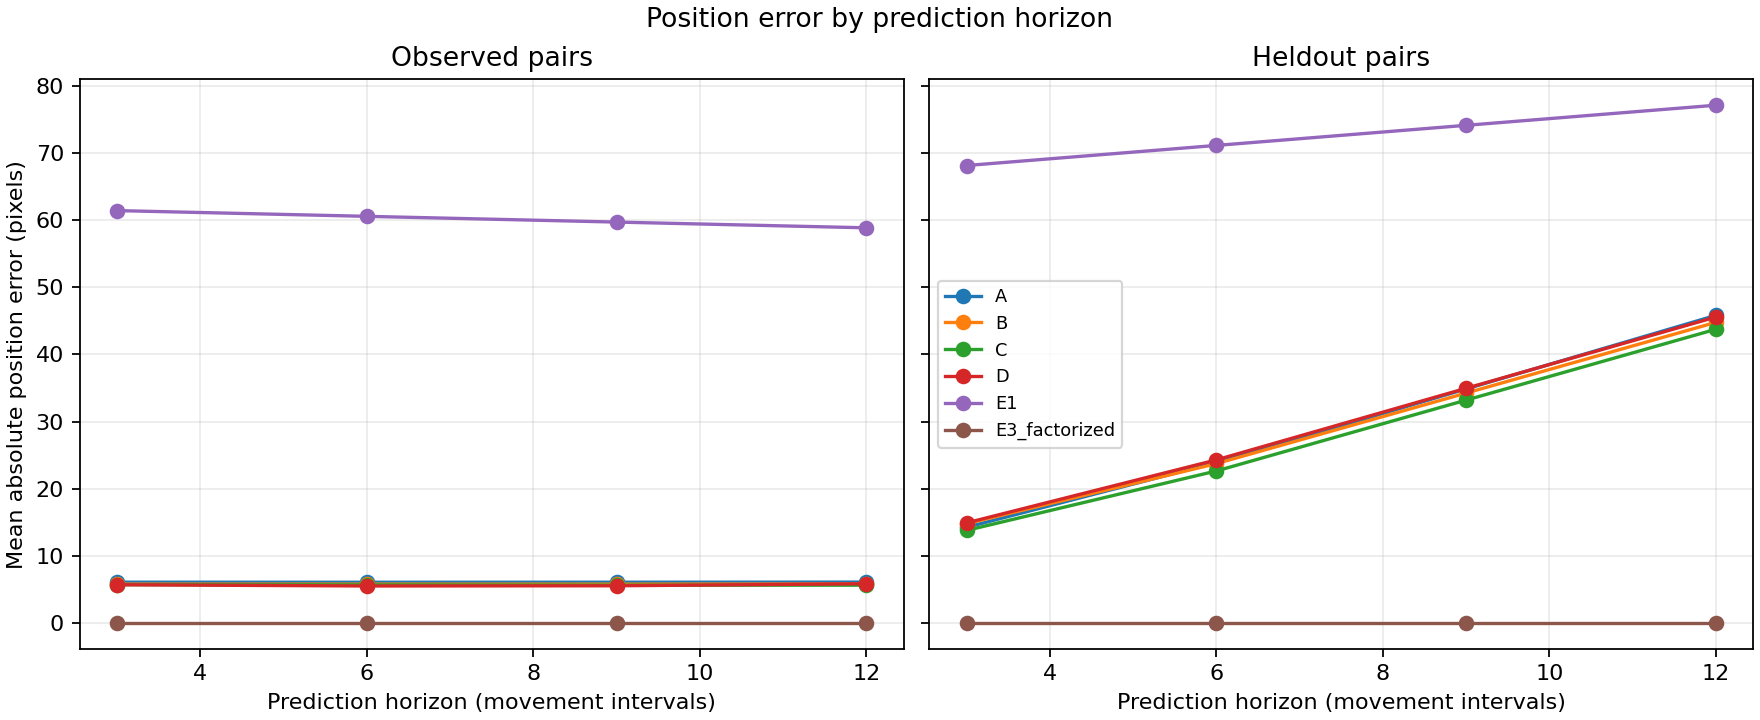 Position error by prediction horizon
Observed pairs
Heldout pairs
Mean absolute position error (pixels)
80
70
60
50
40
30
20
10
0
4
6
8
10
12
Prediction horizon (movement intervals)
A
B
C
D
E1
E3_factorized
4
6
8
10
12
Prediction horizon (movement intervals)